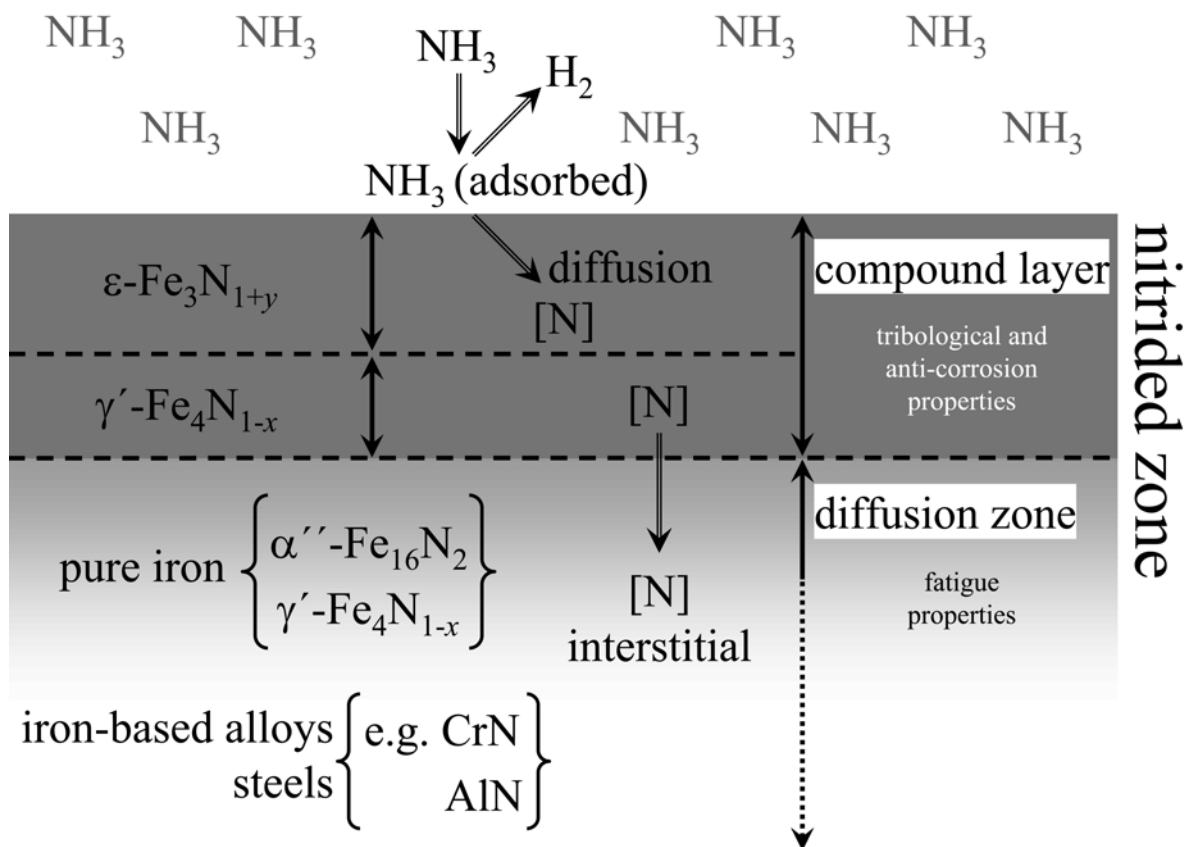 NH₃ NH₃ NH₃ NH₃ NH₃
H₂
NH₃ NH₃ NH₃ NH₃
NH₃ (adsorbed)
diffusion
compound layer
ε-Fe₃N₁₊y
[N]
tribological and
anti-corrosion
properties
γ´-Fe₄N₁₋ₓ
[N]
nitrided zone
diffusion zone
pure iron
α´´-Fe₁₆N₂
γ´-Fe₄N₁₋ₓ
[N]
interstitial
fatigue
properties
iron-based alloys
steels
e.g. CrN
AlN